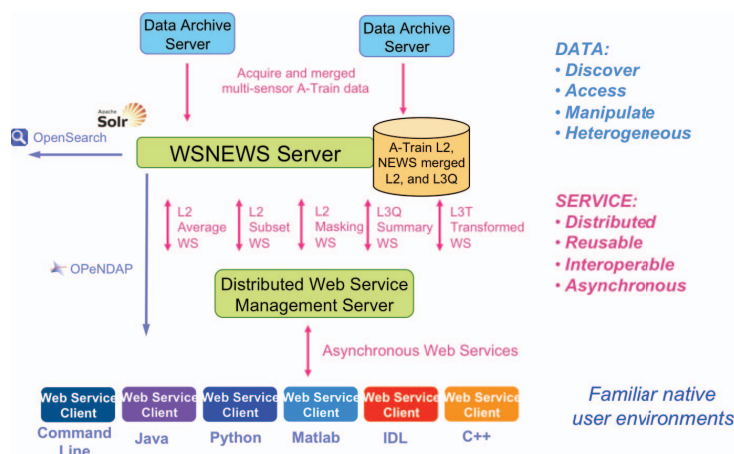 Data Archive
Server
Data Archive
Server
Acquire and merged
multi-sensor A-Train data
DATA:
• Discover
• Access
• Manipulate
• Heterogeneous
Apache
Solr
OpenSearch
WSNEWS Server
A-Train L2,
NEWS merged
L2, and L3Q
L2
Average
WS
L2
Subset
WS
L2
Masking
WS
L3Q
Summary
WS
L3T
Transformed
WS
SERVICE:
• Distributed
• Reusable
• Interoperable
• Asynchronous
OPeNDAP
Distributed Web Service
Management Server
Asynchronous Web Services
Web Service
Client
Web Service
Client
Web Service
Client
Web Service
Client
Web Service
Client
Web Service
Client
Command
Line
Java
Python
Matlab
IDL
C++
Familiar native
user environments